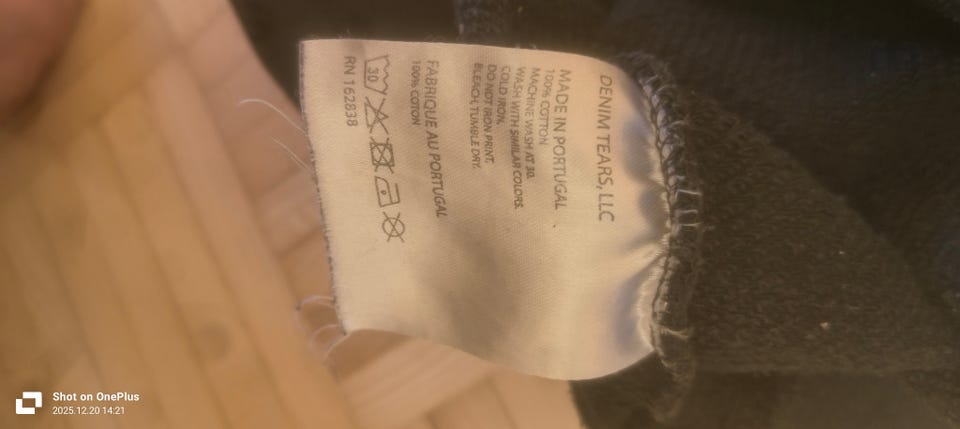 DENIM TEARS, LLC
MADE IN PORTUGAL
100% COTTON
MACHINE WASH AT 30.
WASH WITH SIMILAR COLORS.
COLD IRON.
DO NOT IRON PRINT.
BLEACH, TUMBLE DRY.
FABRIQUE AU PORTUGAL
100% COTON
30
RN 162838
Shot on OnePlus
2025.12.20 14:21